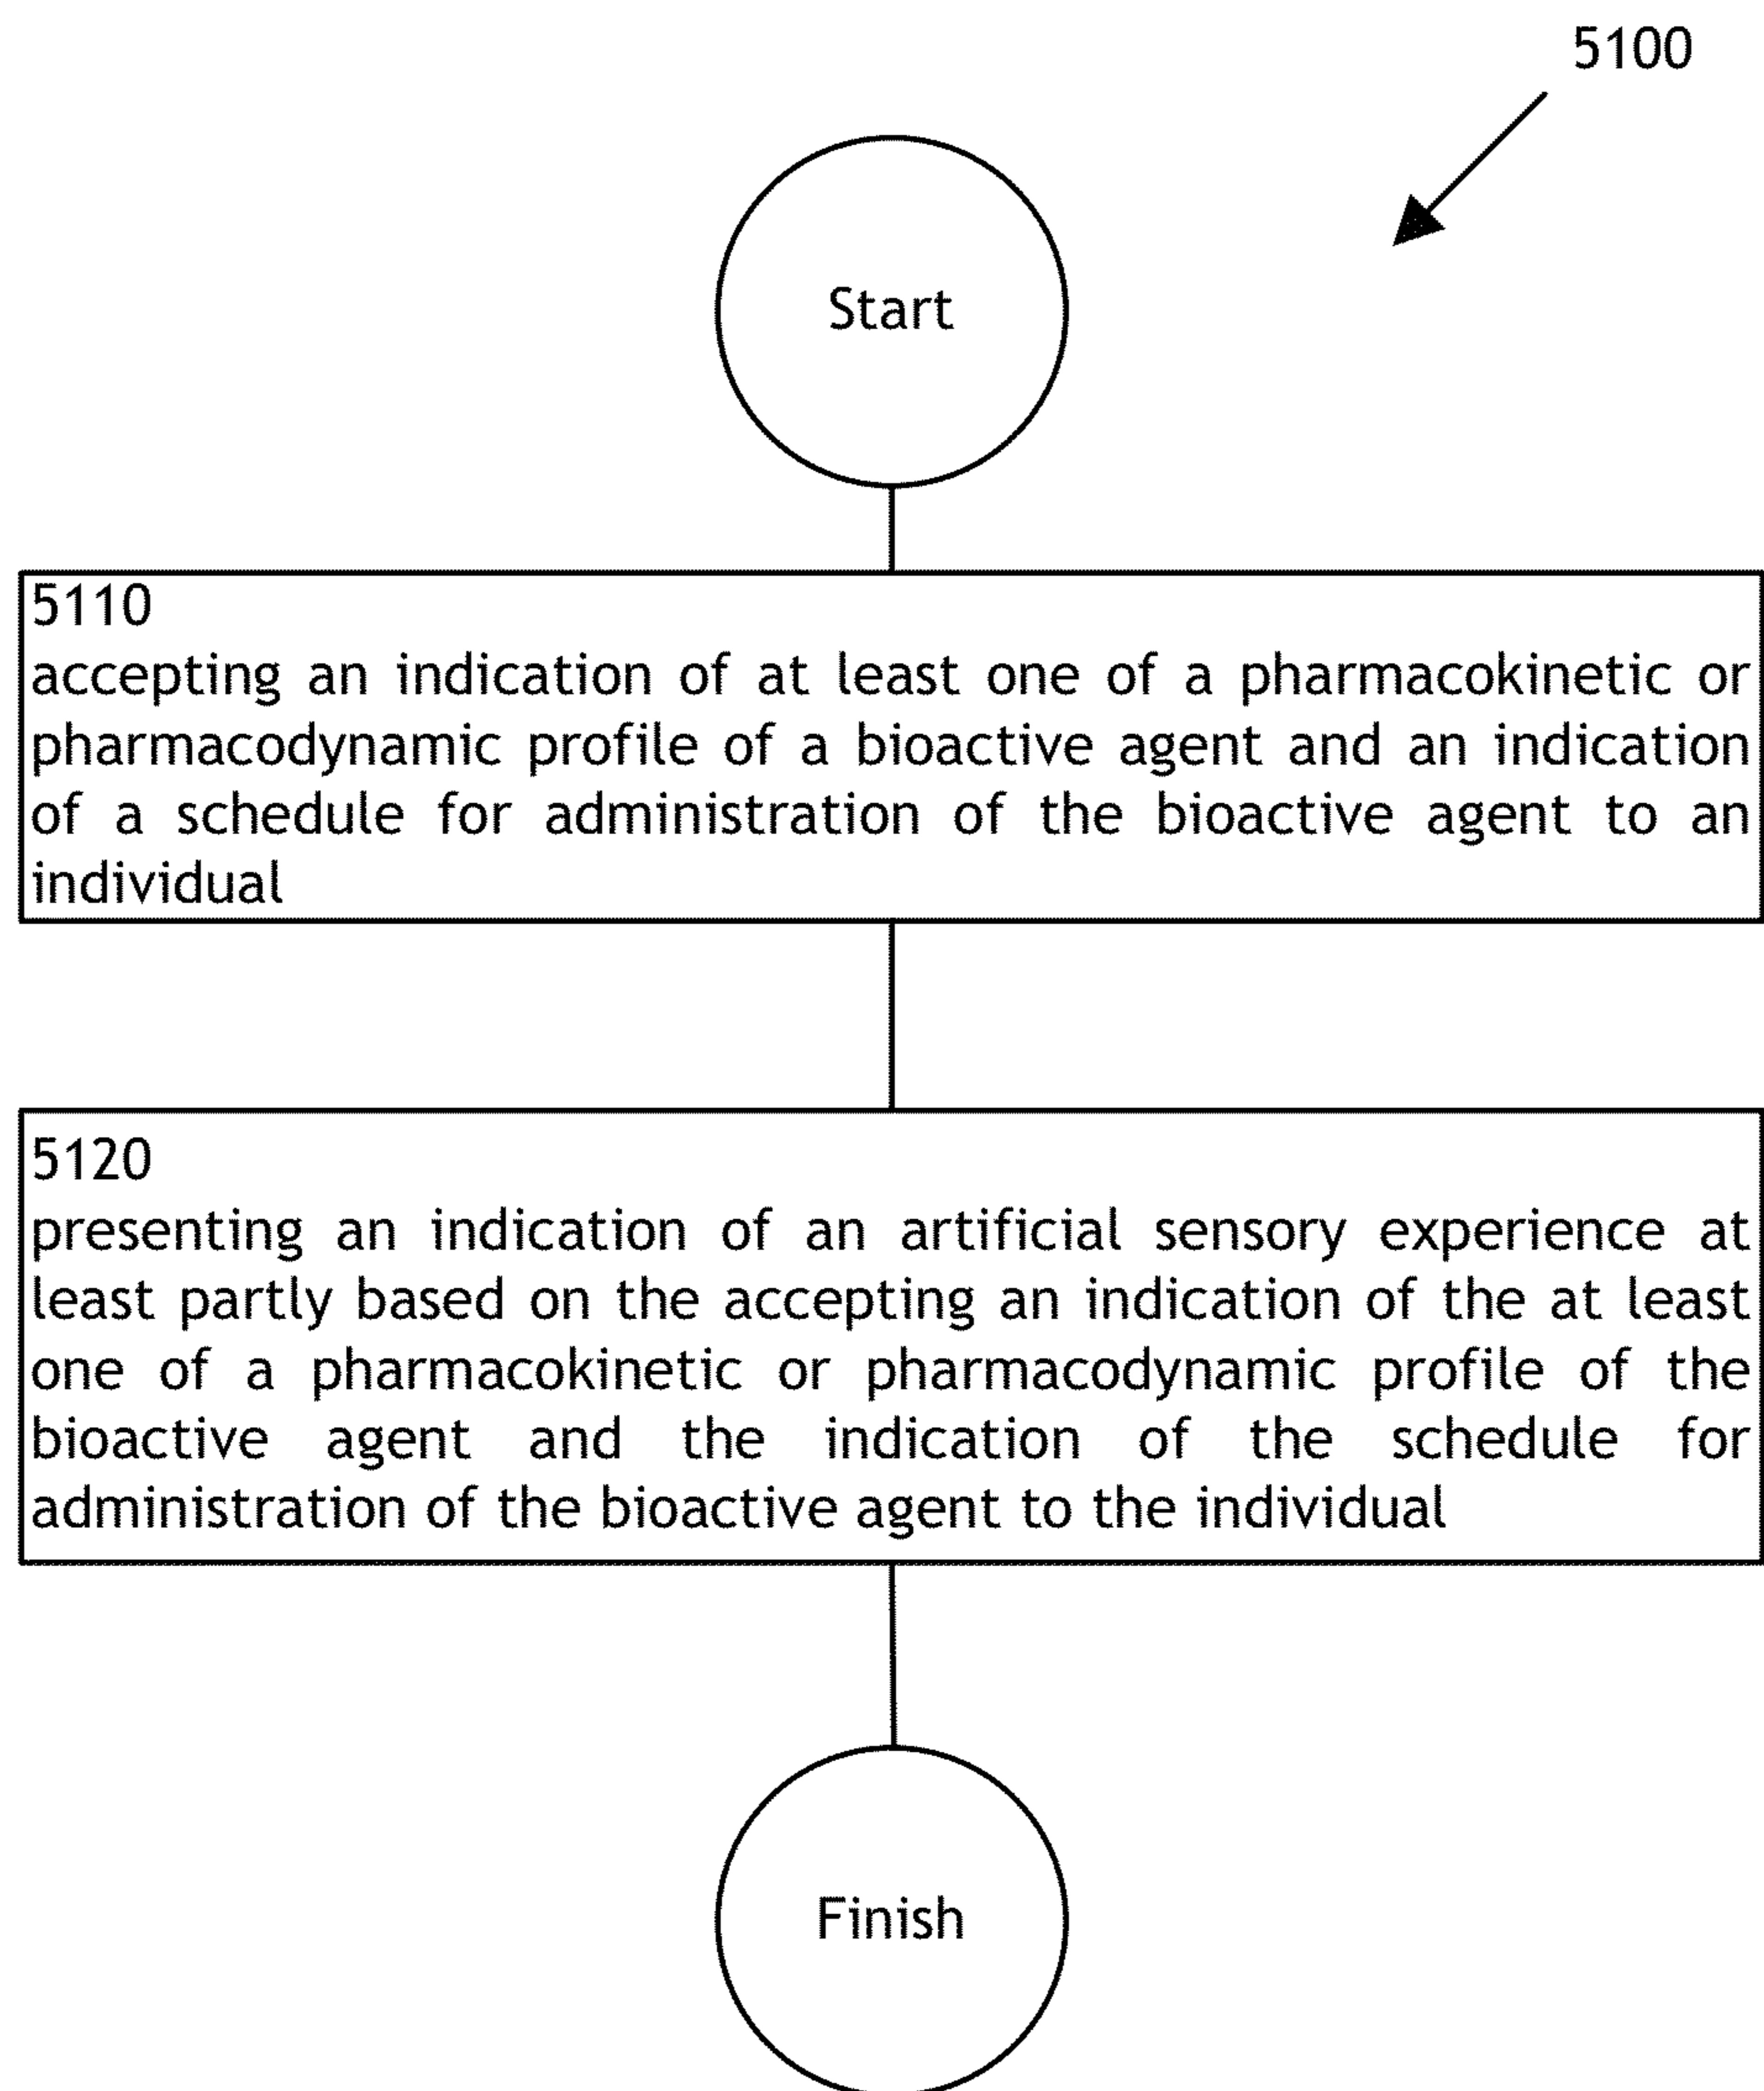 5100
Start
5110
accepting an indication of at least one of a pharmacokinetic or
pharmacodynamic profile of a bioactive agent and an indication
of a schedule for administration of the bioactive agent to an
individual
5120
presenting an indication of an artificial sensory experience at
least partly based on the accepting an indication of the at least
one of a pharmacokinetic or pharmacodynamic profile of the
bioactive agent and the indication of the schedule for
administration of the bioactive agent to the individual
Finish